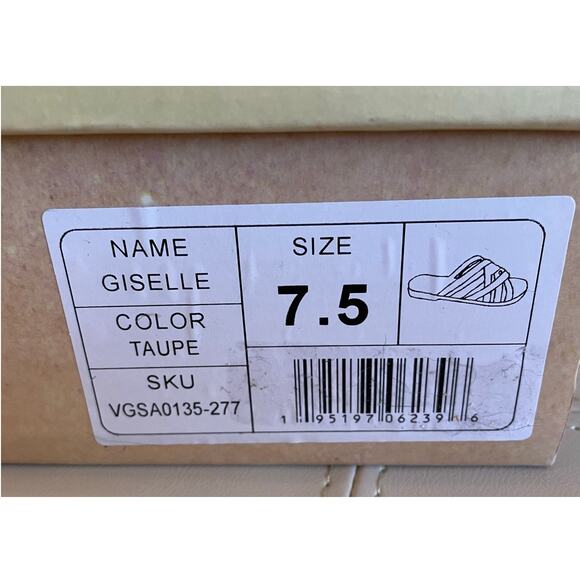 NAME
GISELLE
COLOR
TAUPE
SKU
VGSA0135-277
SIZE
7.5
1 95197 06239 6